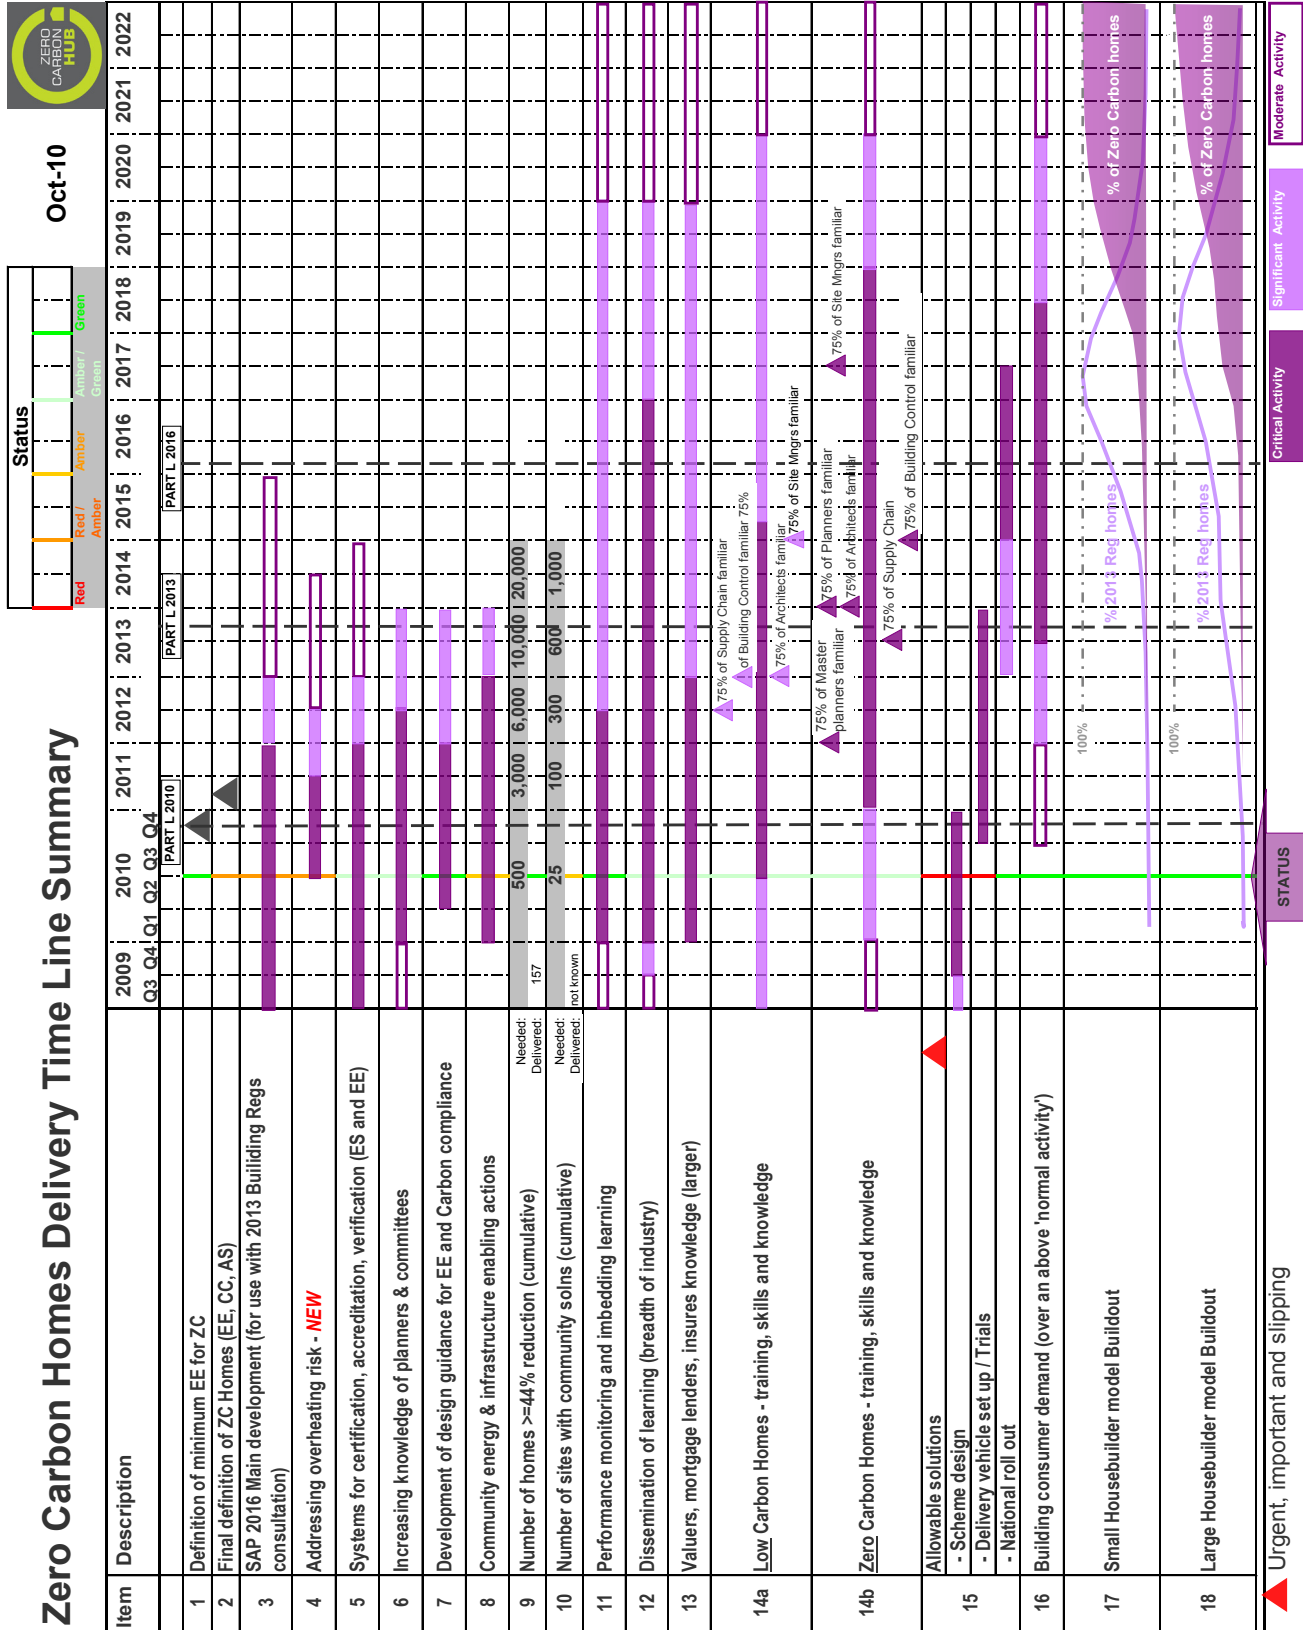 Zero Carbon Homes Delivery Time Line Summary
Oct-10
ZERO
CARBON
HUB
Status
Red
Red /
Amber
Amber
Amber /
Green
Green
Item
Description
2009
2010
2011
2012
2013
2014
2015
2016
2017
2018
2019
2020
2021
2022
Q3 Q4 Q1 Q2 Q3 Q4
PART L 2010
PART L 2013
PART L 2016
1 Definition of minimum EE for ZC
2 Final definition of ZC Homes (EE, CC, AS)
3 SAP 2016 Main development (for use with 2013 Builiding Regs
consultation)
4 Addressing overheating risk - NEW
5 Systems for certification, accreditation, verification (ES and EE)
6 Increasing knowledge of planners & committees
7 Development of design guidance for EE and Carbon compliance
8 Community energy & infrastructure enabling actions
9 Number of homes >=44% reduction (cumulative)
Needed: 500 3,000 6,000 10,000 20,000
Delivered: 157
10 Number of sites with community solns (cumulative)
Needed: 25 100 300 600 1,000
Delivered: not known
11 Performance monitoring and imbedding learning
12 Dissemination of learning (breadth of industry)
13 Valuers, mortgage lenders, insures knowledge (larger)
14a Low Carbon Homes - training, skills and knowledge
75% of Supply Chain familiar
of Building Control familiar 75%
75% of Architects familiar
75% of Site Mngrs familiar
14b Zero Carbon Homes - training, skills and knowledge
75% of Master
planners familiar
75% of Planners familiar
75% of Architects familiar
75% of Site Mngrs familiar
75% of Supply Chain
75% of Building Control familiar
15 Allowable solutions
- Scheme design
- Delivery vehicle set up / Trials
- National roll out
16 Building consumer demand (over an above 'normal activity')
17 Small Housebuilder model Buildout
100%
% 2013 Reg homes
% of Zero Carbon homes
18 Large Housebuilder model Buildout
100%
% 2013 Reg homes
% of Zero Carbon homes
Urgent, important and slipping
STATUS
Critical Activity
Significant Activity
Moderate Activity